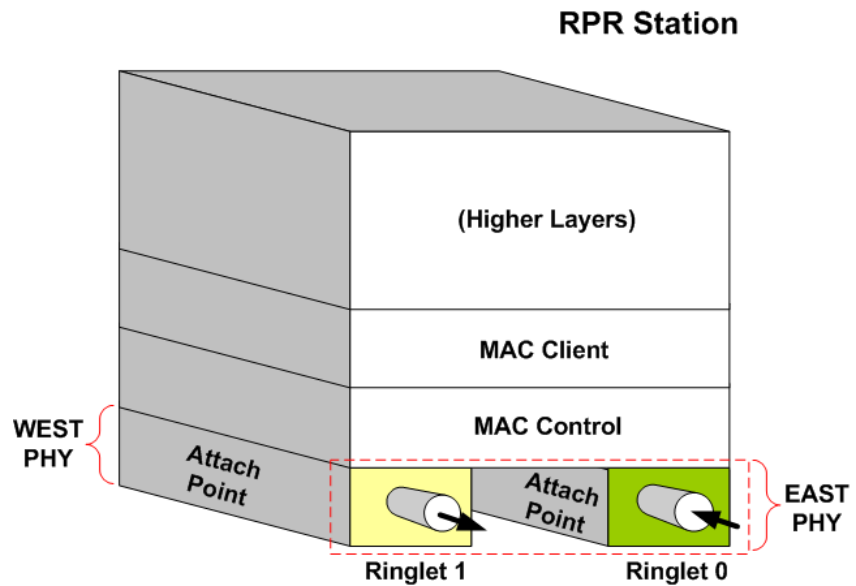 RPR Station
(Higher Layers)
MAC Client
MAC Control
WEST
PHY
Attach
Point
Attach
Point
EAST
PHY
Ringlet 1
Ringlet 0